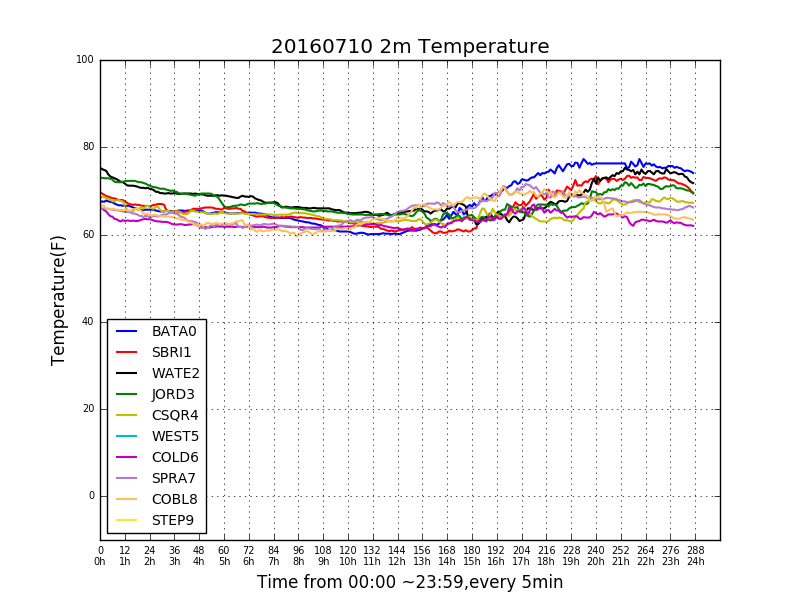 20160710 2m Temperature
100
80
60
40
20
0
Temperature(F)
BATA0
SBRI1
WATE2
JORD3
CSQR4
WEST5
COLD6
SPRA7
COBL8
STEP9
0 12 24 36 48 60 72 84 96 108 120 132 144 156 168 180 192 204 216 228 240 252 264 276 288
0h 1h 2h 3h 4h 5h 6h 7h 8h 9h 10h 11h 12h 13h 14h 15h 16h 17h 18h 19h 20h 21h 22h 23h 24h
Time from 00:00 ~23:59,every 5min